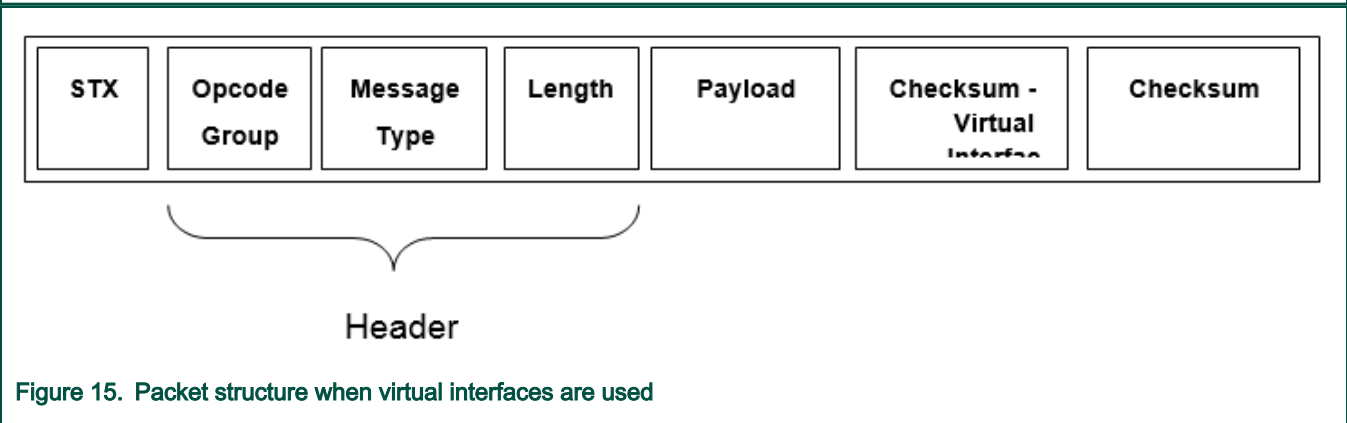 STX
Opcode
Group
Message
Type
Length
Payload
Checksum -
Virtual
Checksum
Header
Figure 15. Packet structure when virtual interfaces are used